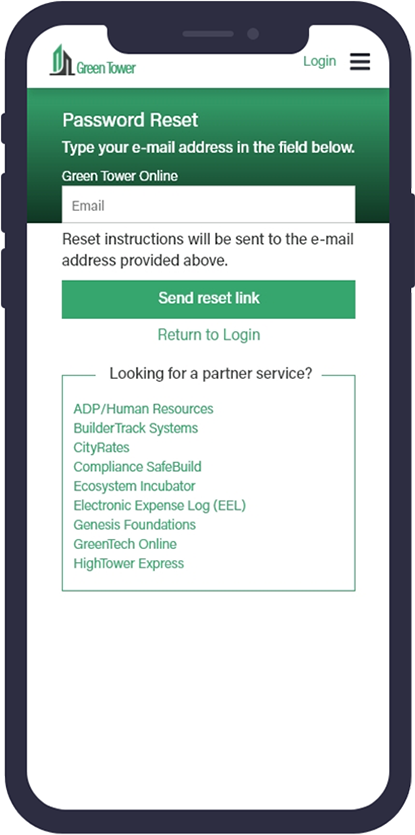 Green Tower
Login
Password Reset
Type your e-mail address in the field below.
Green Tower Online
Email
Reset instructions will be sent to the e-mail
address provided above.
Send reset link
Return to Login
Looking for a partner service?
ADP/Human Resources
BuilderTrack Systems
CityRates
Compliance SafeBuild
Ecosystem Incubator
Electronic Expense Log (EEL)
Genesis Foundations
GreenTech Online
HighTower Express